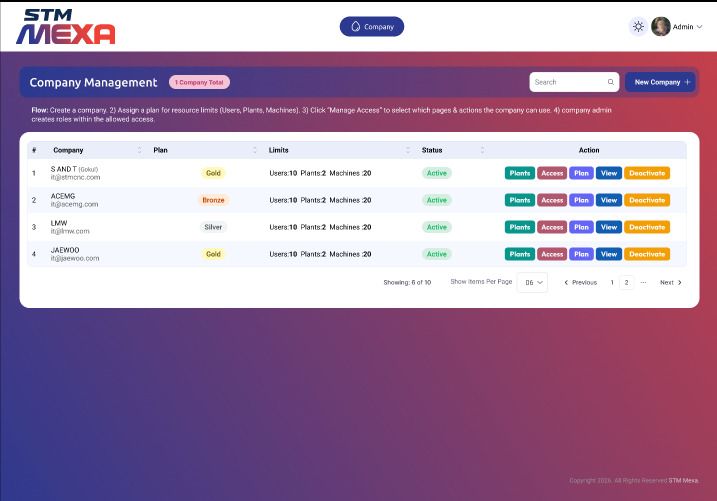 STM
MEXA
Company
Admin
Company Management
1 Company Total
Search
New Company +
Flow: Create a company. 2) Assign a plan for resource limits (Users, Plants, Machines). 3) Click "Manage Access" to select which pages & actions the company can use. 4) company admin
creates roles within the allowed access.
# Company Plan Limits Status Action
1 S AND T (Gokul) Gold Users:10 Plants:2 Machines :20 Active Plants Access Plan View Deactivate
it@stmcnc.com
2 ACEMG Bronze Users:10 Plants:2 Machines :20 Active Plants Access Plan View Deactivate
it@acemg.com
3 LMW Silver Users:10 Plants:2 Machines :20 Active Plants Access Plan View Deactivate
it@lmw.com
4 JAEWOO Gold Users:10 Plants:2 Machines :20 Active Plants Access Plan View Deactivate
it@jaewoo.com
Showing: 6 of 10 Show Items Per Page 06 Previous 1 2 ... Next
Copyright 2026. All Rights Reserved STM Mexa.